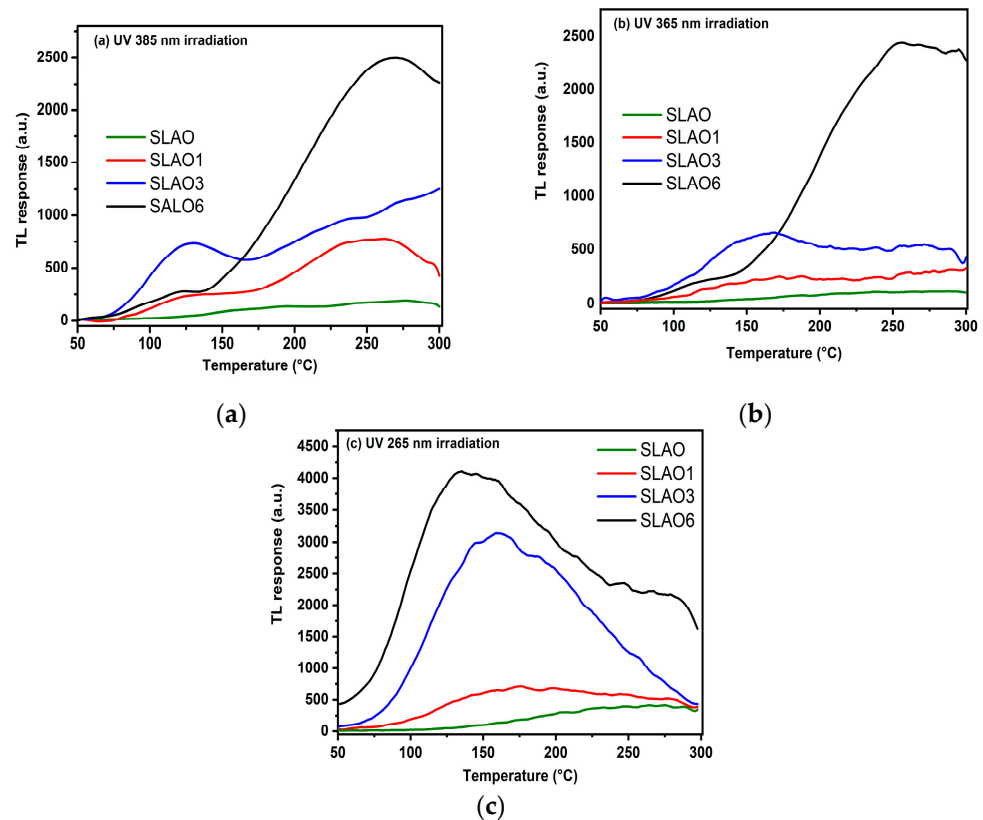 (a) UV 385 nm irradiation
TL response (a.u.)
2500
2000
1500
1000
500
0
SLAO
SLAO1
SLAO3
SALO6
50 100 150 200 250 300
Temperature (°C)
(a)
(b) UV 365 nm irradiation
TL response (a.u.)
2500
2000
1500
1000
500
0
SLAO
SLAO1
SLAO3
SLAO6
50 100 150 200 250 300
Temperature (°C)
(b)
(c) UV 265 nm irradiation
TL response (a.u.)
4500
4000
3500
3000
2500
2000
1500
1000
500
0
SLAO
SLAO1
SLAO3
SLAO6
50 100 150 200 250 300
Temperature (°C)
(c)